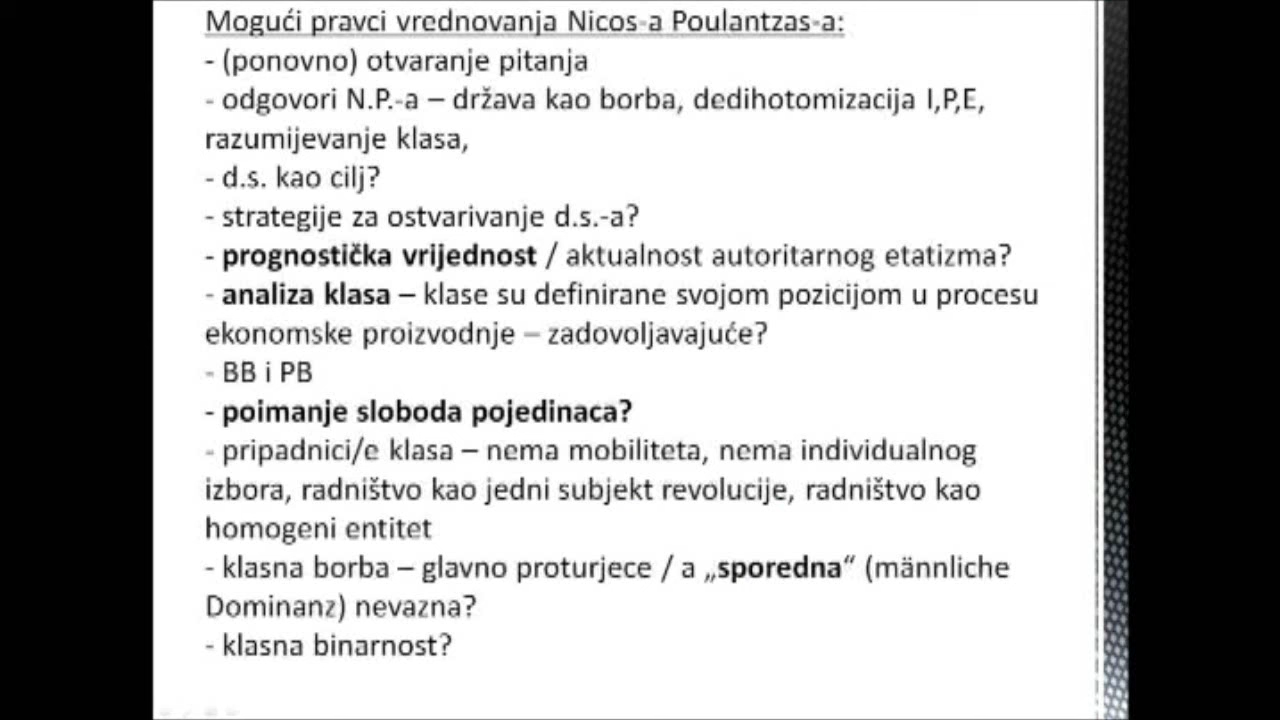 Mogući pravci vrednovanja Nicos-a Poulantzas-a:
- (ponovno) otvaranje pitanja
- odgovori N.P.-a – država kao borba, dedihotomizacija I,P,E,
razumijevanje klasa,
- d.s. kao cilj?
- strategije za ostvarivanje d.s.-a?
- prognostička vrijednost / aktualnost autoritarnog etatizma?
- analiza klasa – klase su definirane svojom pozicijom u procesu
ekonomske proizvodnje – zadovoljavajuće?
- BB i PB
- poimanje sloboda pojedinaca?
- pripadnici/e klasa – nema mobiliteta, nema individualnog
izbora, radništvo kao jedni subjekt revolucije, radništvo kao
homogeni entitet
- klasna borba – glavno proturjece / a „sporedna“ (männliche
Dominanz) nevazna?
- klasna binarnost?